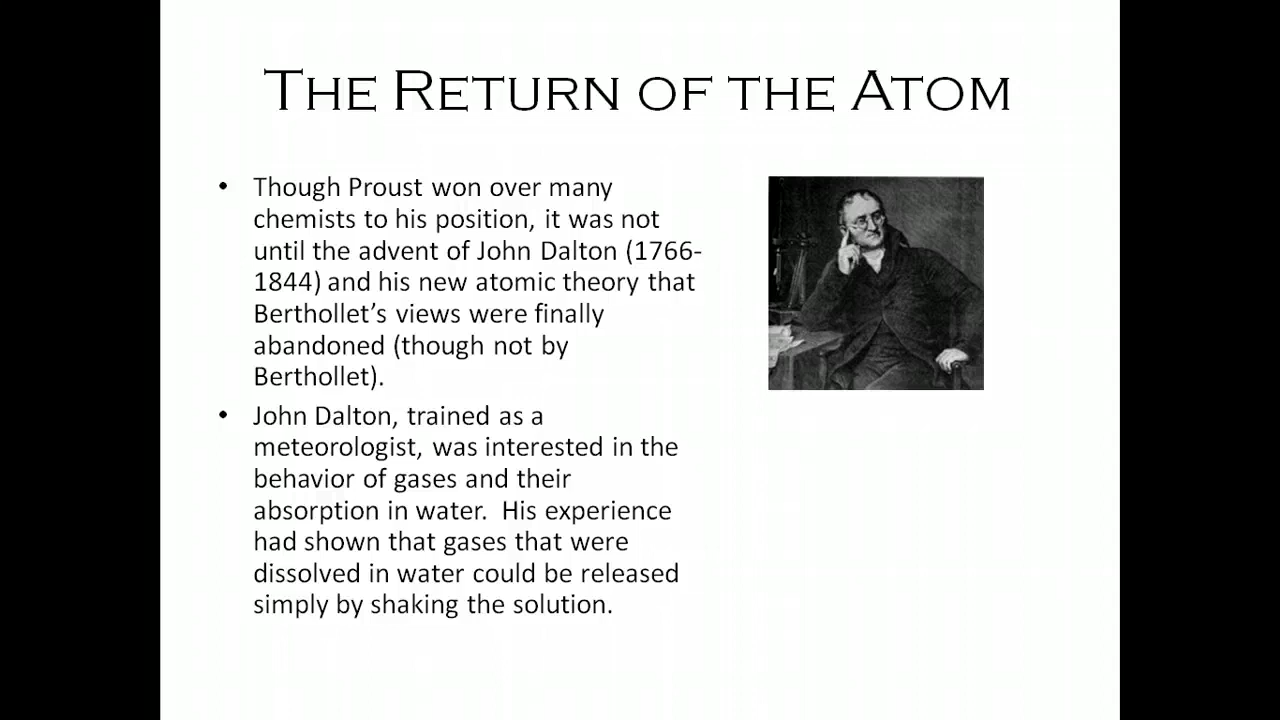 The Return of the Atom
• Though Proust won over many
chemists to his position, it was not
until the advent of John Dalton (1766-
1844) and his new atomic theory that
Berthollet’s views were finally
abandoned (though not by
Berthollet).
• John Dalton, trained as a
meteorologist, was interested in the
behavior of gases and their
absorption in water.  His experience
had shown that gases that were
dissolved in water could be released
simply by shaking the solution.